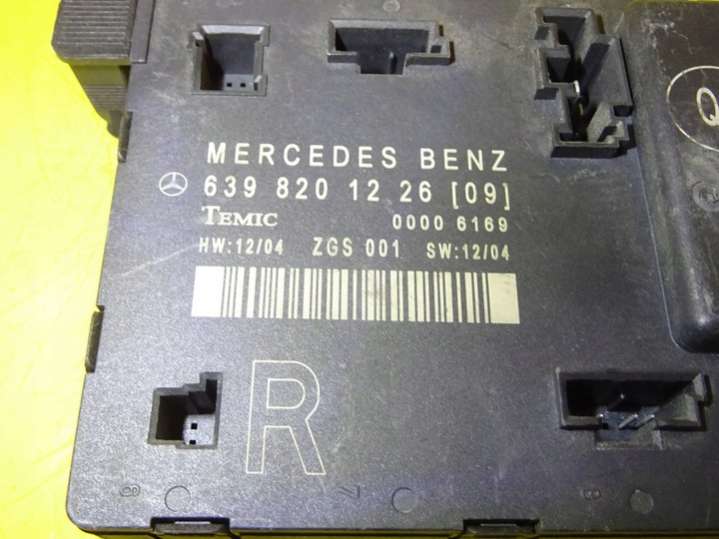 MERCEDES BENZ
639 820 12 26 [09]
TEMIC 0000 6169
HW:12/04 ZGS 001 SW:12/04
R
Q